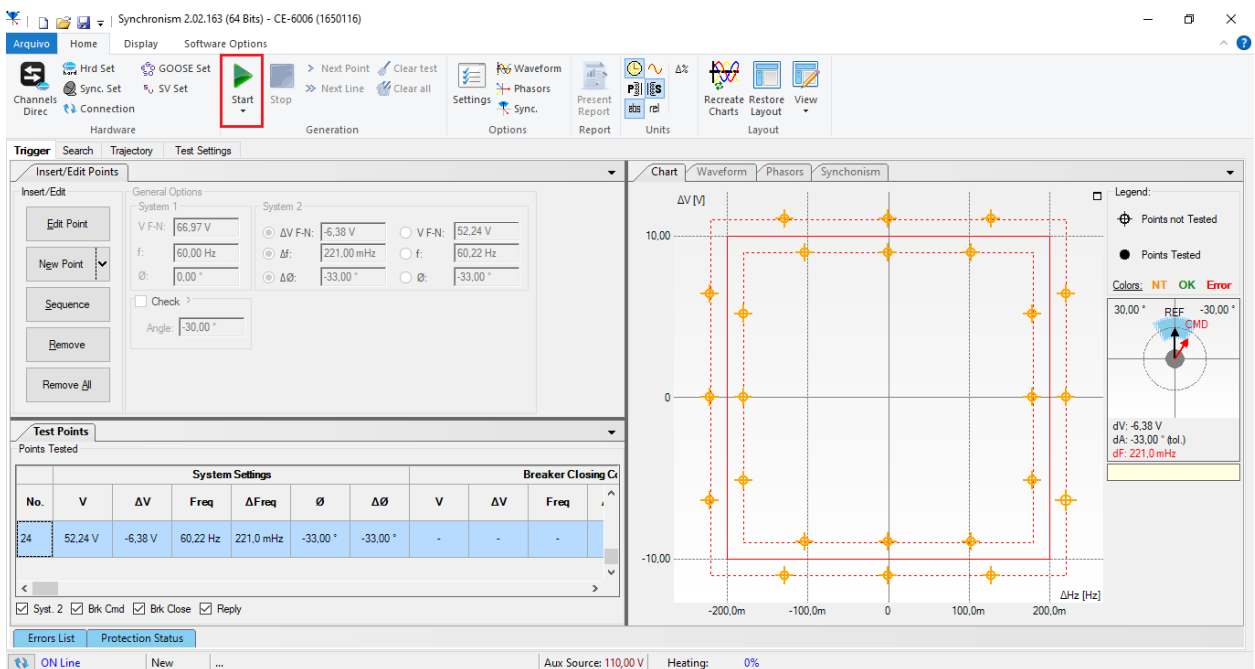 Synchronism 2.02.163 (64 Bits) - CE-6006 (1650116)
Arquivo Home Display Software Options
Hrd Set GOOSE Set
Sync. Set SV Set
Connection
Channels Direc
Hardware
Start Stop
> Next Point Clear test
>> Next Line Clear all
Generation
Settings
Waveform
Phasors
Sync.
Options
Present Report
Report
Δ%
abs rel
Units
Recreate Charts Restore Layout View
Layout
Trigger Search Trajectory Test Settings
Insert/Edit Points
Insert/Edit
Edit Point
New Point
Sequence
Remove
Remove All
General Options
System 1
V F-N: 66,97 V
f: 60,00 Hz
Ø: 0,00 °
System 2
ΔV F-N: -6,38 V V F-N: 52,24 V
Δf: 221,00 mHz f: 60,22 Hz
ΔØ: -33,00 ° Ø: -33,00 °
Check
Angle: -30,00 °
Test Points
Points Tested
System Settings Breaker Closing
No. V ΔV Freq ΔFreq Ø ΔØ V ΔV Freq
24 52,24 V -6,38 V 60,22 Hz 221,0 mHz -33,00 ° -33,00 ° - - -
Syst. 2 Brk Cmd Brk Close Reply
Chart Waveform Phasors Synchonism
ΔV [V]
10,00
0
-10,00
-200,0m -100,0m 0 100,0m 200,0m
ΔHz [Hz]
Legend:
Points not Tested
Points Tested
Colors: NT OK Error
30,00 ° REF -30,00 °
CMD
dV: -6,38 V
dA: -33,00 ° (tol.)
dF: 221,0 mHz
Errors List Protection Status
ON Line New ... Aux Source: 110,00 V Heating: 0%